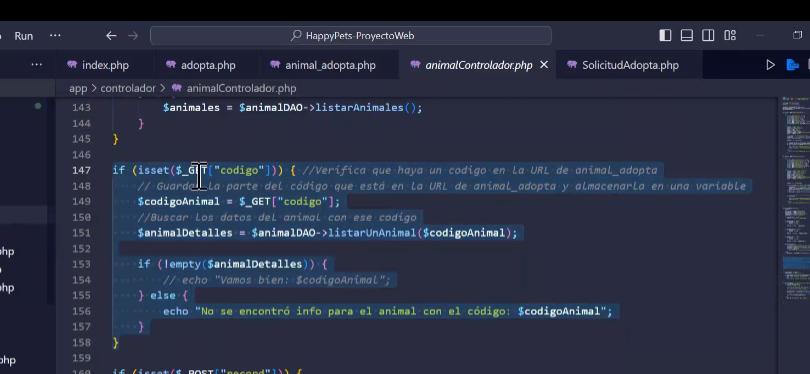 Run
HappyPets-ProyectoWeb
index.php
adopta.php
animal_adopta.php
animalControlador.php
SolicitudAdopta.php
app > controlador > animalControlador.php
143 $animales = $animalDAO->listarAnimales();
144 }
145 }
146
147 if (isset($_GET["codigo"])) { //Verifica que haya un codigo en la URL de animal_adopta
148 // Guarda la parte del código que está en la URL de animal_adopta y almacenarla en una variable
149 $codigoAnimal = $_GET["codigo"];
150 //Buscar los datos del animal con ese codigo
151 $animalDetalles = $animalDAO->listarUnAnimal($codigoAnimal);
152
153 if (!empty($animalDetalles)) {
154 // echo "Vamos bien: $codigoAnimal";
155 } else {
156 echo "No se encontró info para el animal con el código: $codigoAnimal";
157 }
158 }
159
160 if (isset($_POST["record"])) {
hp
hp
php